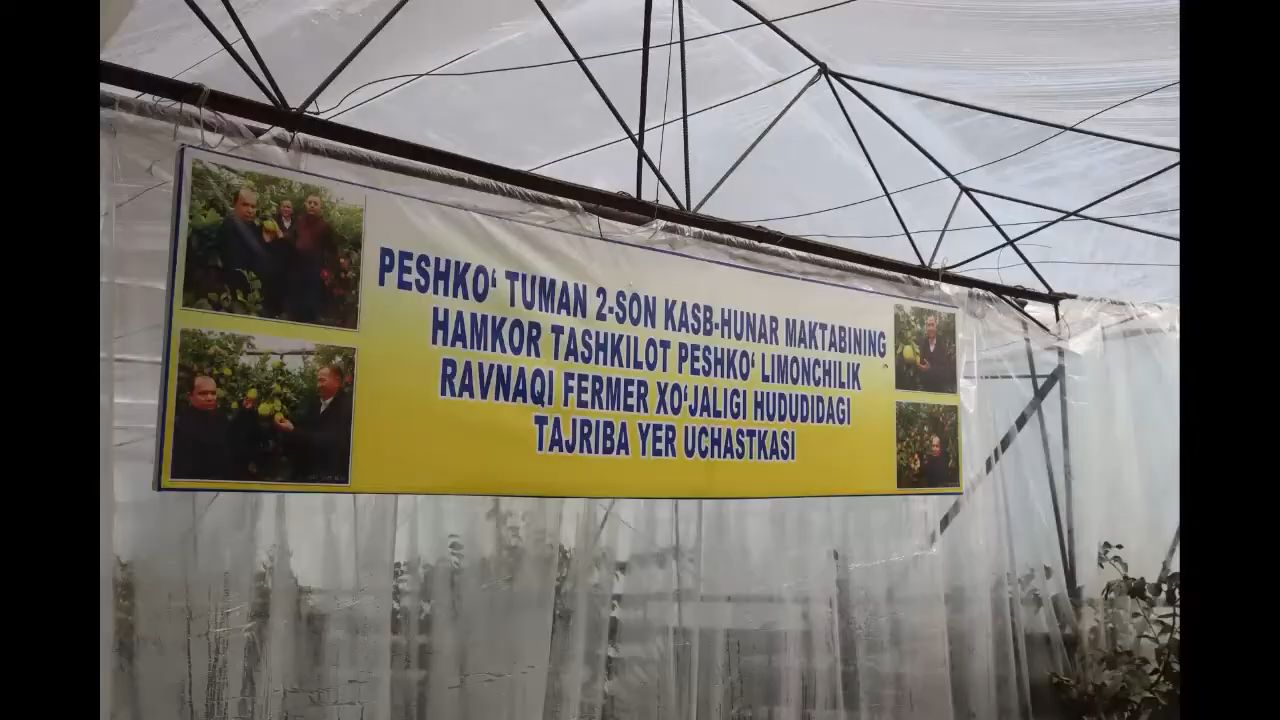 PESHKO‘ TUMAN 2-SON KASB-HUNAR MAKTABINING
HAMKOR TASHKILOT PESHKO‘ LIMONCHILIK
RAVNAQI FERMER XO‘JALIGI HUDUDIDAGI
TAJRIBA YER UCHASTKASI